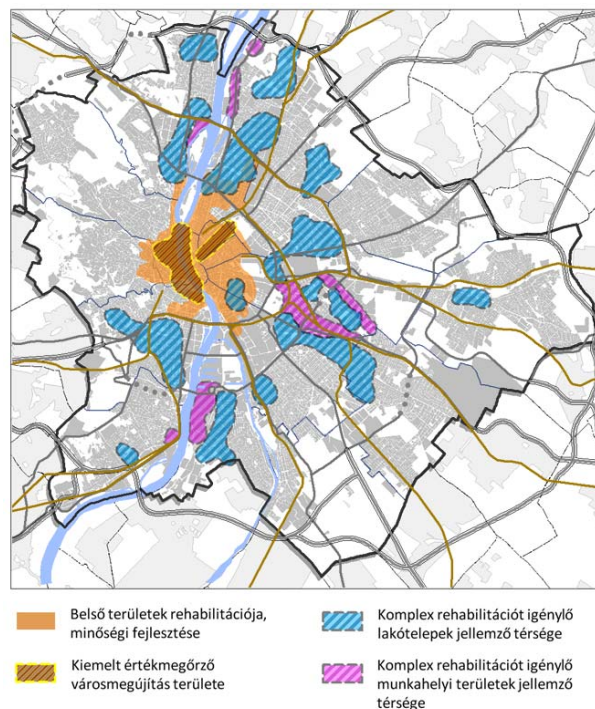 Belső területek rehabilitációja,
minőségi fejlesztése
Kiemelt értékmegőrző
városmegújítás területe
Komplex rehabilitációt igénylő
lakótelepek jellemző térsége
Komplex rehabilitációt igénylő
munkahelyi területek jellemző
térsége